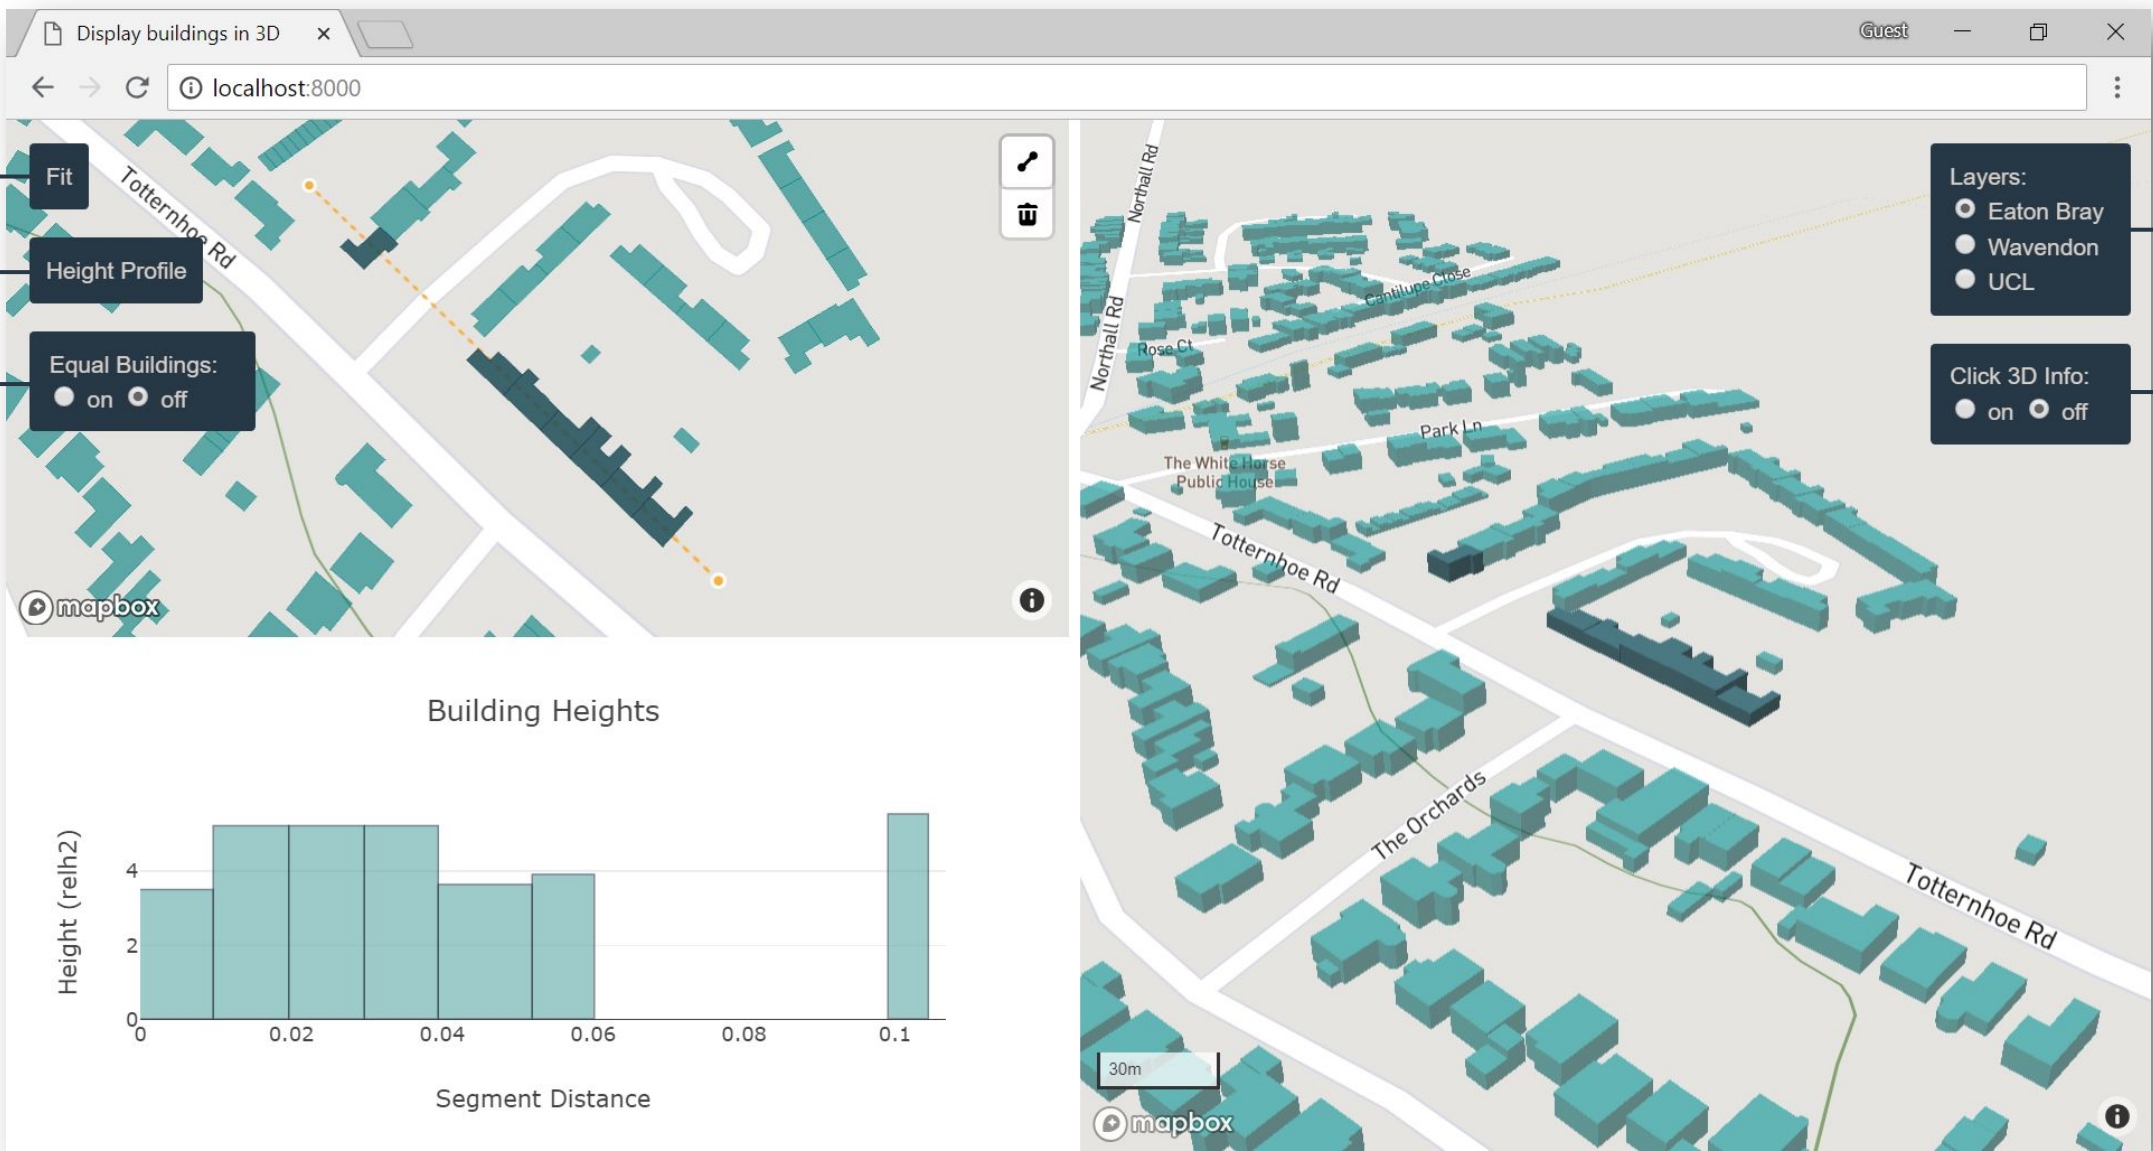 Display buildings in 3D
Guest
localhost:8000
Fit
Totternhoe Rd
Height Profile
Equal Buildings:
on off
mapbox
Building Heights
Height (relh2)
4
2
0
0 0.02 0.04 0.06 0.08 0.1
Segment Distance
Northall Rd
Northall Rd
Cantilupe Close
Rose Ct
Park Ln
The White Horse
Public House
Totternhoe Rd
The Orchards
Totternhoe Rd
Layers:
Eaton Bray
Wavendon
UCL
Click 3D Info:
on off
30m
mapbox